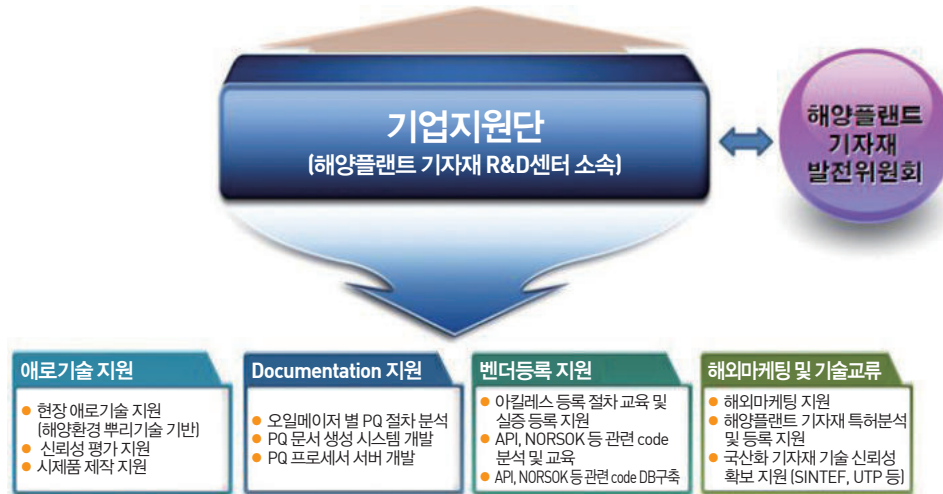 기업지원단
(해양플랜트 기자재 R&D센터 소속)
해양플랜트
기자재
발전위원회
애로기술 지원
● 현장 애로기술 지원
(해양환경 뿌리기술 기반)
● 신뢰성 평가 지원
● 시제품 제작 지원
Documentation 지원
● 오일메이저 별 PQ 절차 분석
● PQ 문서 생성 시스템 개발
● PQ 프로세서 서버 개발
벤더등록 지원
● 아킬레스 등록 절차 교육 및
실증 등록 지원
● API, NORSOK 등 관련 code
분석 및 교육
● API, NORSOK 등 관련 code DB구축
해외마케팅 및 기술교류
● 해외마케팅 지원
● 해양플랜트 기자재 특허분석
및 등록 지원
● 국산화 기자재 기술 신뢰성
확보 지원 (SINTEF, UTP 등)